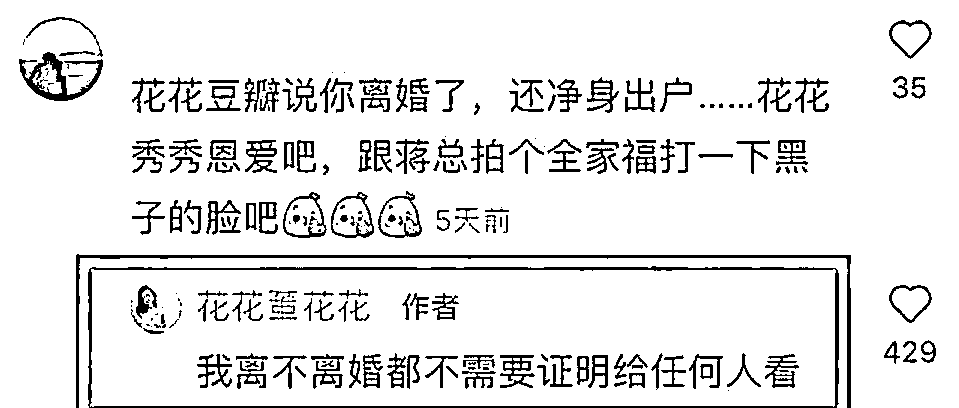 花花豆瓣说你离婚了，还净身出户……花花
35
秀秀恩爱吧，跟蒋总拍个全家福打一下黑
子的脸吧 5天前
花花 花花 作者
我离不离婚都不需要证明给任何人看
429